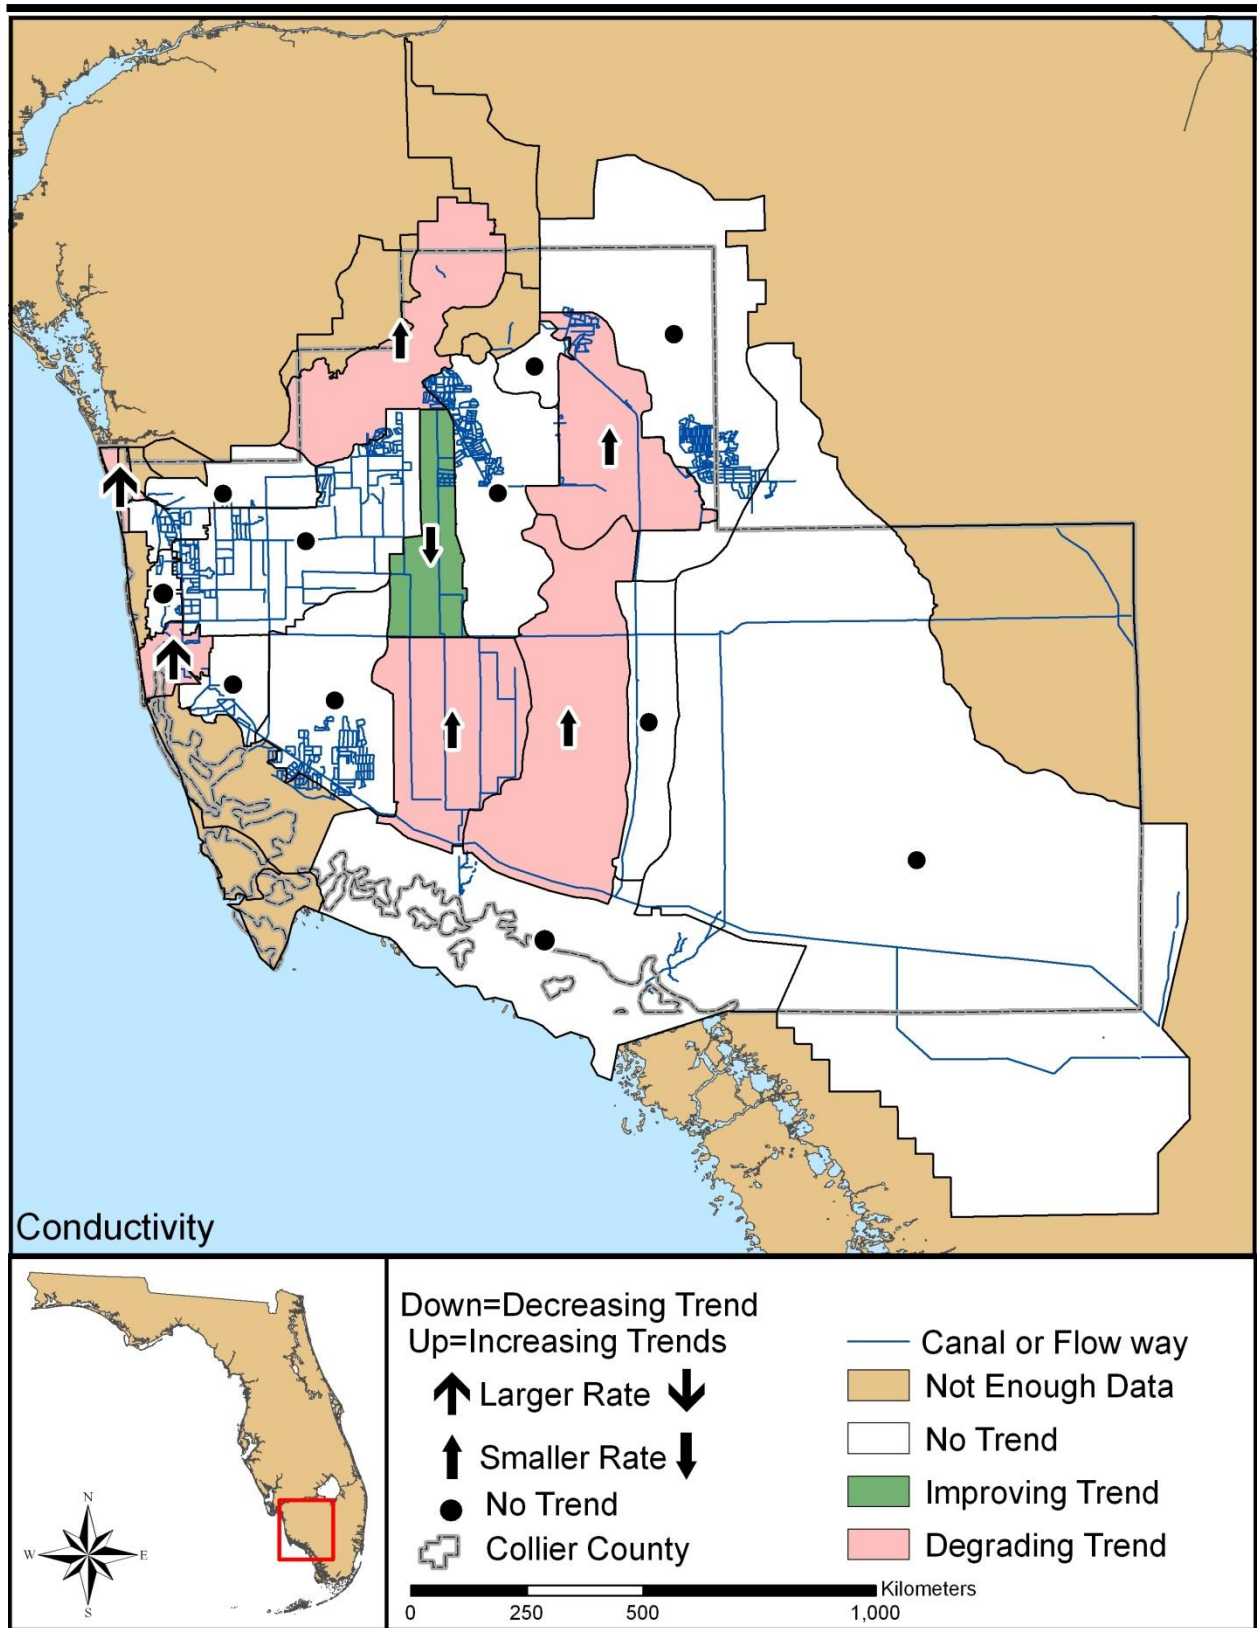 Conductivity
N
W
E
S
Down=Decreasing Trend
Up=Increasing Trends
Larger Rate
Smaller Rate
No Trend
Collier County
Canal or Flow way
Not Enough Data
No Trend
Improving Trend
Degrading Trend
Kilometers
0 250 500 1,000